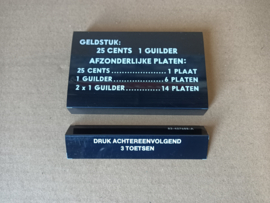 GELDSTUK:
25 CENTS 1 GUILDER
AFZONDERLIJKE PLATEN:
25 CENTS.....................1 PLAAT
1 GUILDER...................6 PLATEN
2 x 1 GUILDER............14 PLATEN
DRUK ACHTEREENVOLGEND
3 TOETSEN